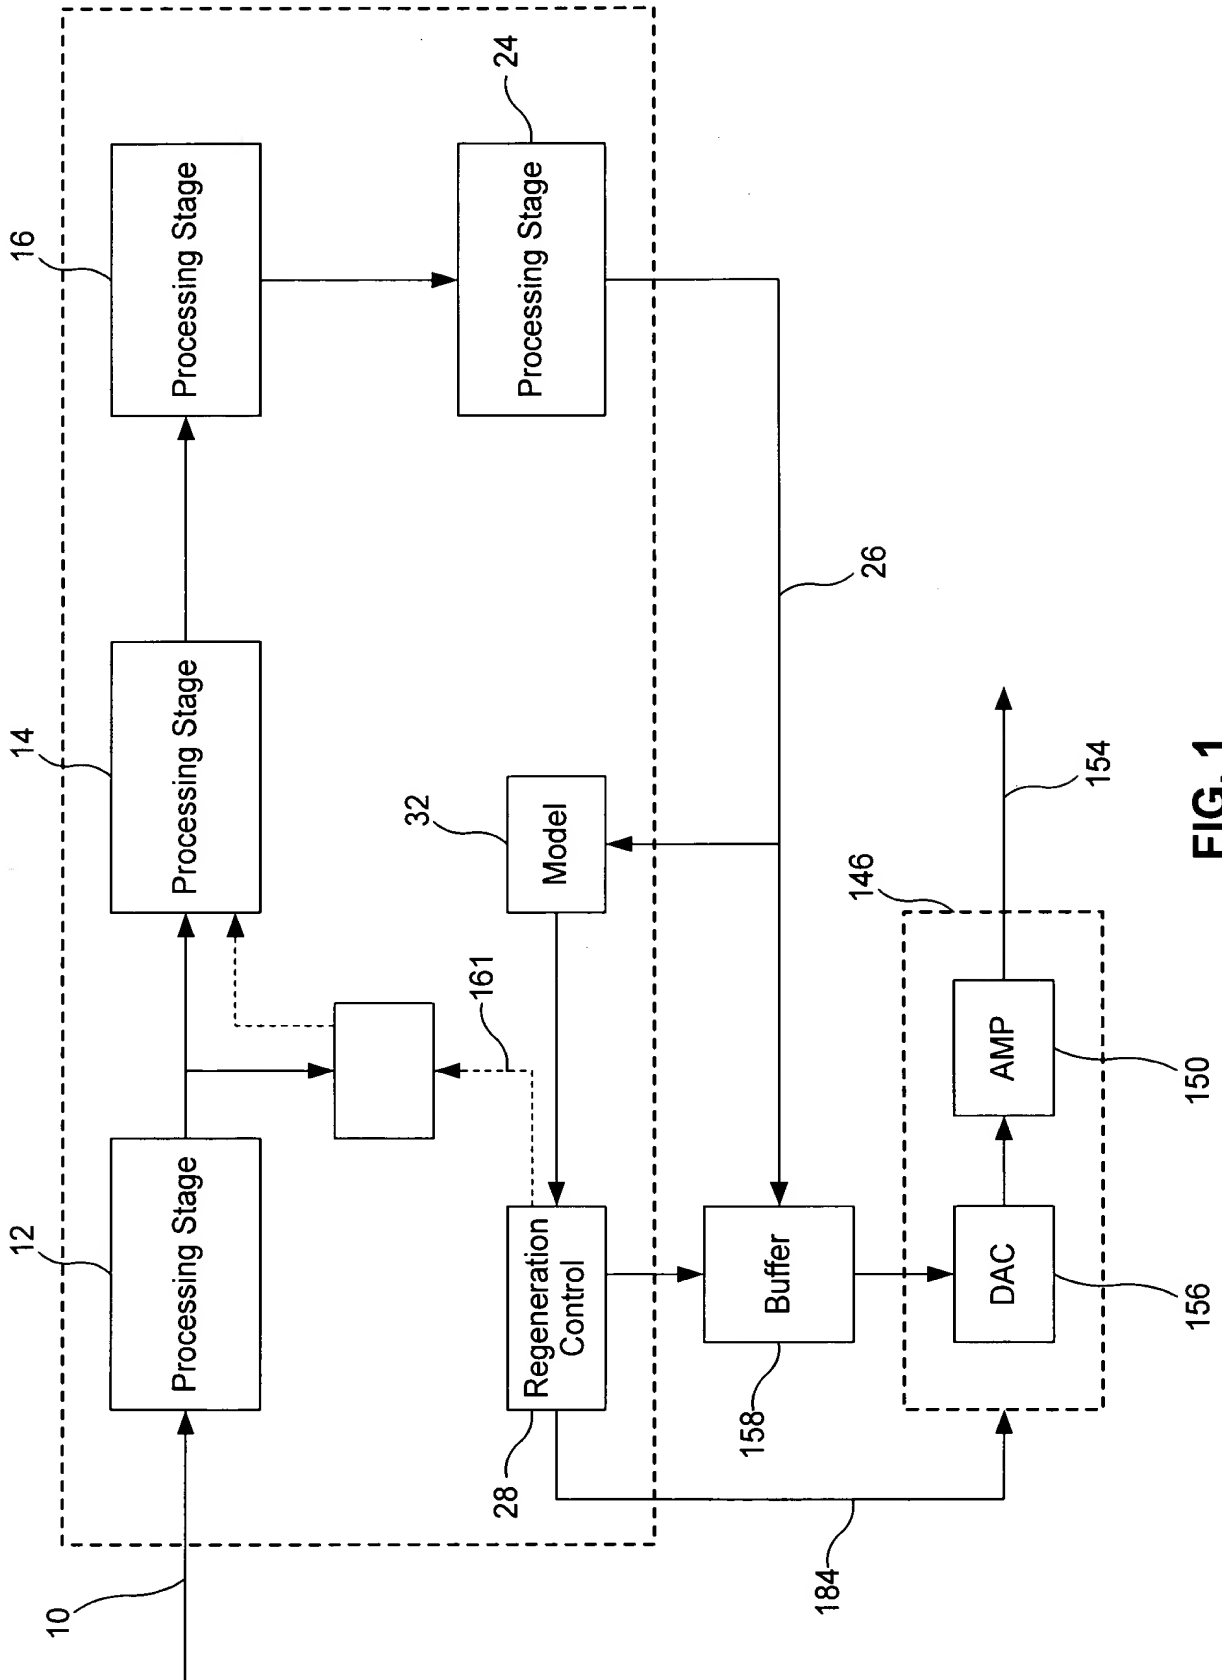 10
12
Processing Stage
14
Processing Stage
16
Processing Stage
24
Processing Stage
161
32
Model
28
Regeneration
Control
26
158
Buffer
184
146
DAC
156
AMP
150
154
FIG. 1